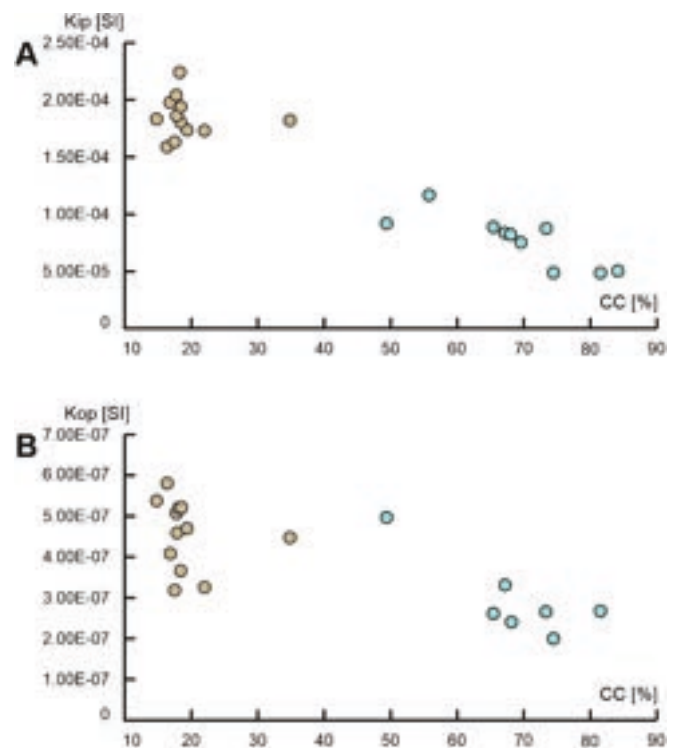 Kip [SI]
A
2.50E-04
2.00E-04
1.50E-04
1.00E-04
5.00E-05
CC [%]
0
10 20 30 40 50 60 70 80 90
Kop [SI]
B
7.00E-07
6.00E-07
5.00E-07
4.00E-07
3.00E-07
2.00E-07
1.00E-07
CC [%]
0
10 20 30 40 50 60 70 80 90